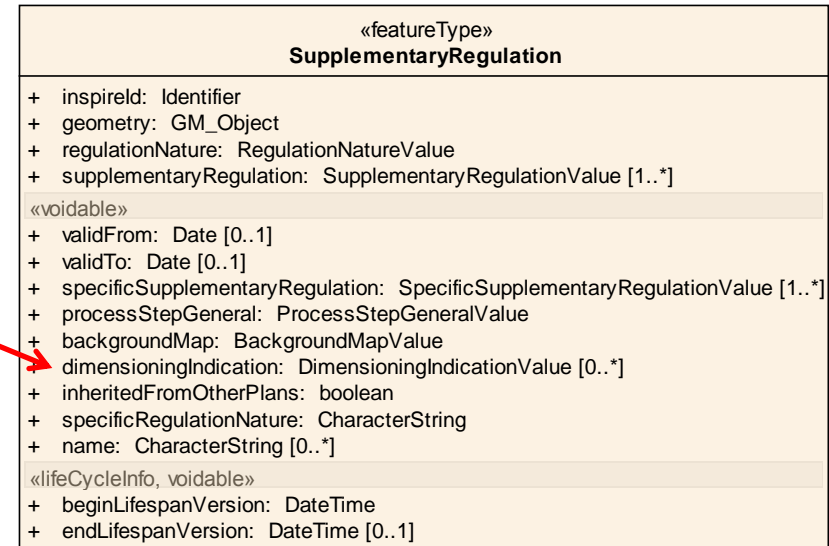 «featureType»
SupplementaryRegulation
+ inspireId: Identifier
+ geometry: GM_Object
+ regulationNature: RegulationNatureValue
+ supplementaryRegulation: SupplementaryRegulationValue [1..*]
«voidable»
+ validFrom: Date [0..1]
+ validTo: Date [0..1]
+ specificSupplementaryRegulation: SpecificSupplementaryRegulationValue [1..*]
+ processStepGeneral: ProcessStepGeneralValue
+ backgroundMap: BackgroundMapValue
+ dimensioningIndication: DimensioningIndicationValue [0..*]
+ inheritedFromOtherPlans: boolean
+ specificRegulationNature: CharacterString
+ name: CharacterString [0..*]
«lifeCycleInfo, voidable»
+ beginLifespanVersion: DateTime
+ endLifespanVersion: DateTime [0..1]